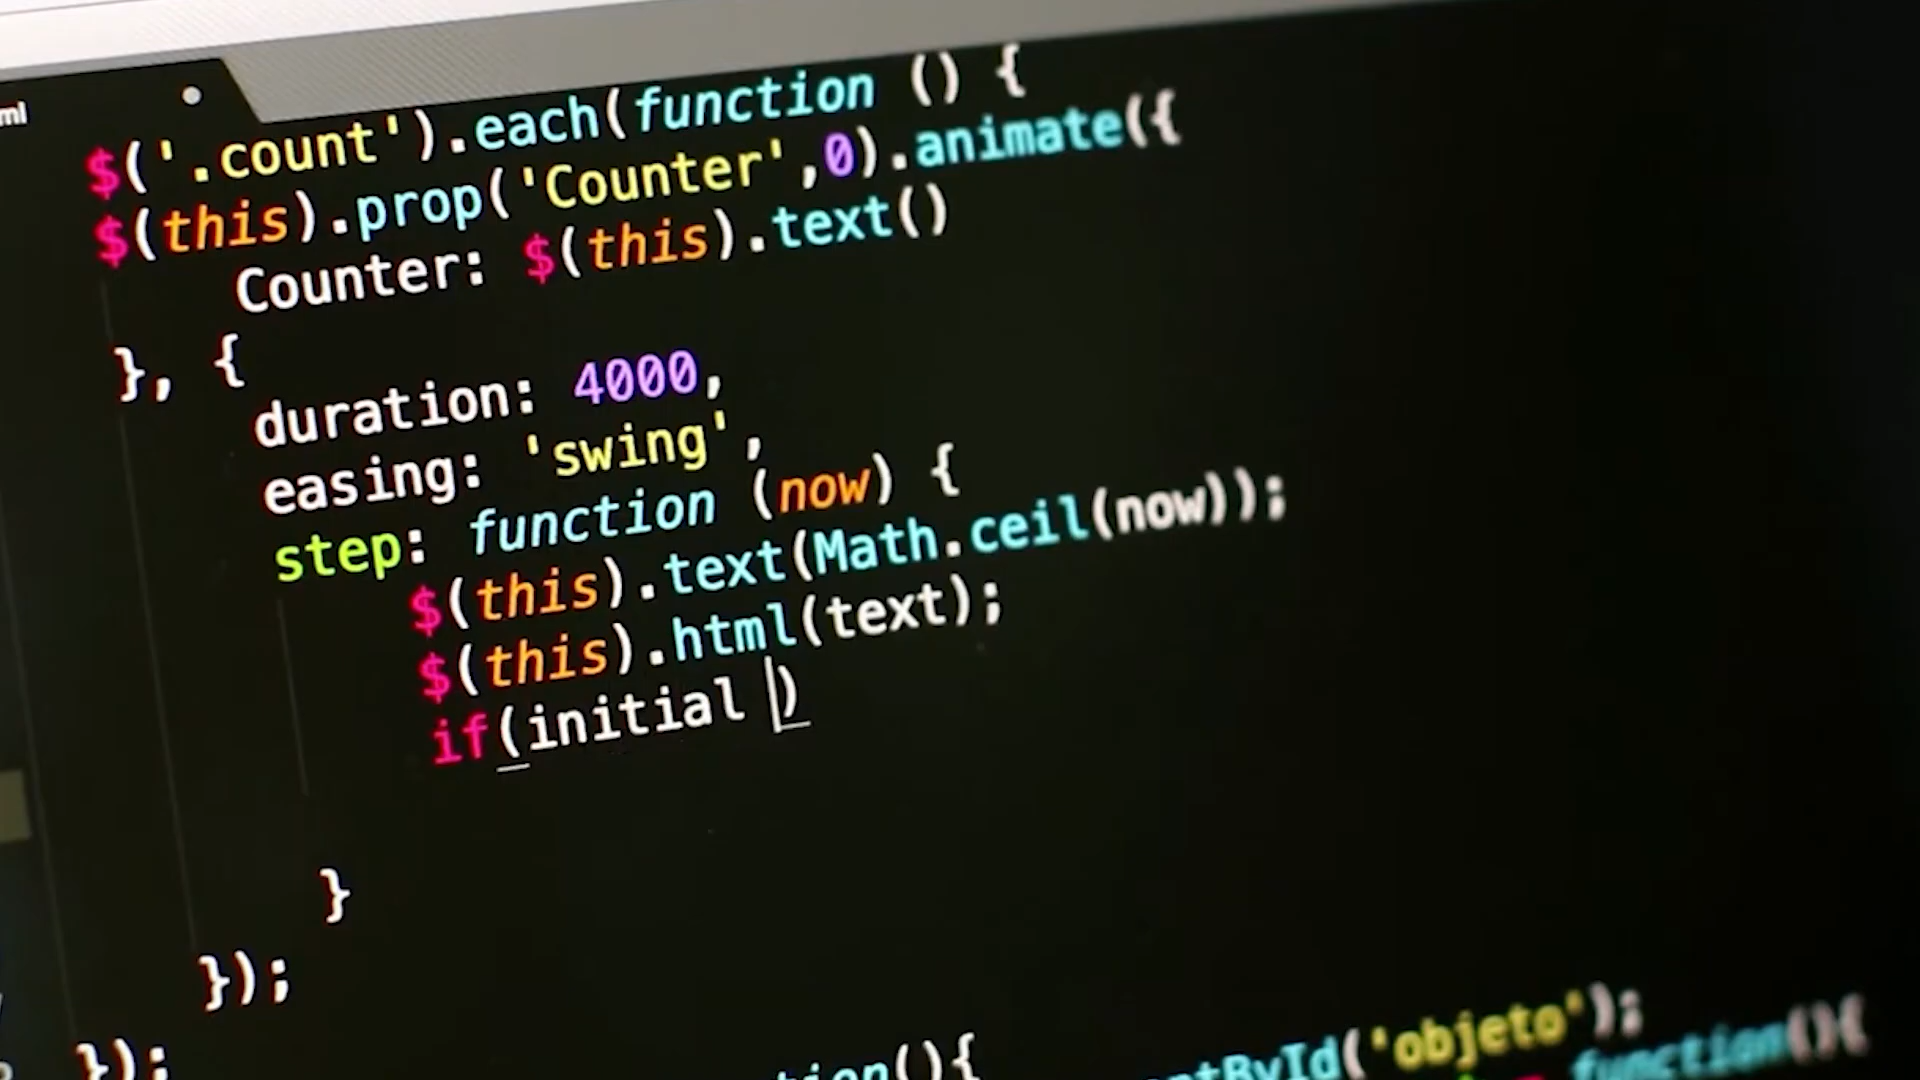 ml
$('.count').each(function () {
$(this).prop('Counter',0).animate({
Counter: $(this).text()
}, {
duration: 4000,
easing: 'swing',
step: function (now) {
$(this).text(Math.ceil(now));
$(this).html(text);
if(initial )
}
});
});
(){
('objeto');
function(){